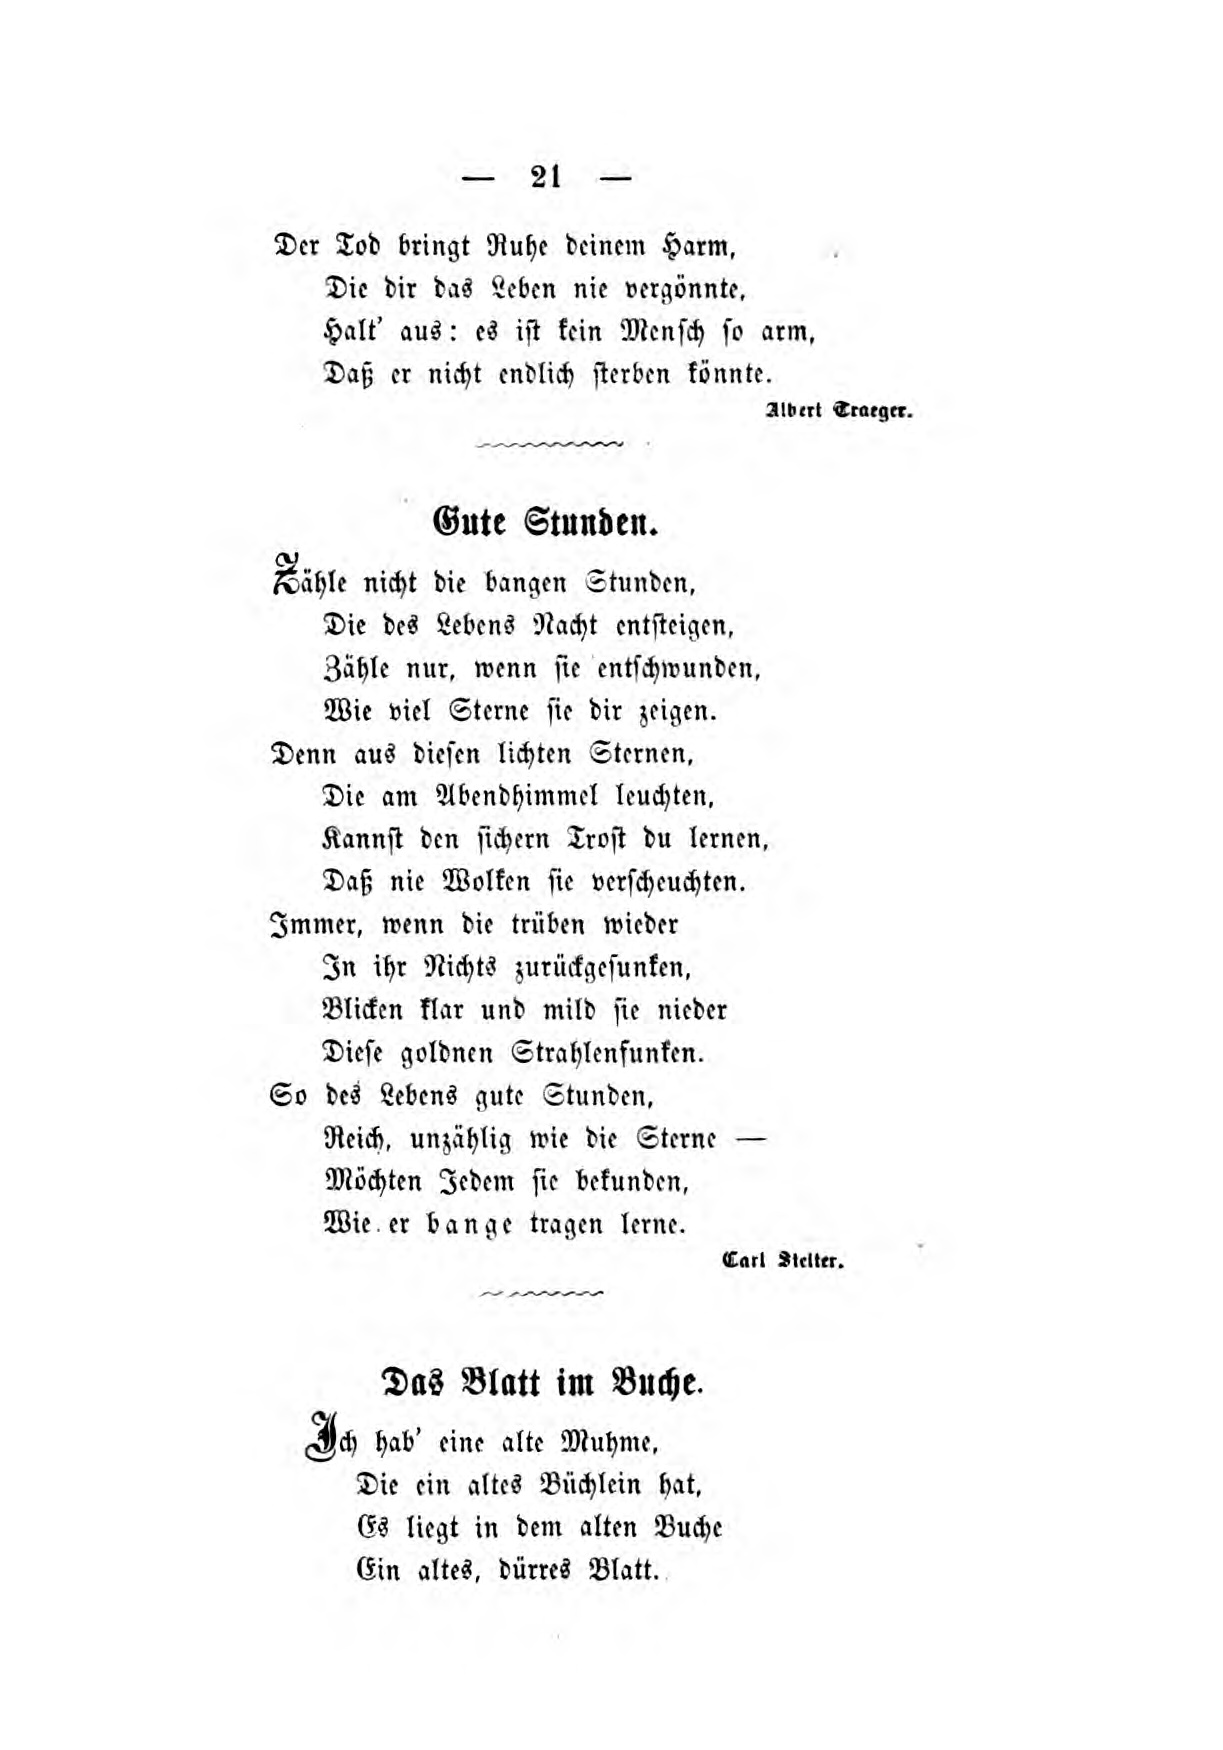 — 21 —
Der Tod bringt Ruhe deinem Harm,
Die dir das Leben nie vergönnte,
Halt' aus: es ist kein Mensch so arm,
Daß er nicht endlich sterben könnte.
Albert Traeger.
Gute Stunden.
Zähle nicht die bangen Stunden,
Die des Lebens Nacht entsteigen,
Zähle nur, wenn sie entschwunden,
Wie viel Sterne sie dir zeigen.
Denn aus diesen lichten Sternen,
Die am Abendhimmel leuchten,
Kannst den sichern Trost du lernen,
Daß nie Wolken sie verscheuchten.
Immer, wenn die trüben wieder
In ihr Nichts zurückgesunken,
Blicken klar und mild sie nieder
Diese goldnen Strahlenfunken.
So des Lebens gute Stunden,
Reich, unzählig wie die Sterne —
Möchten Jedem sie bekunden,
Wie er bange tragen lerne.
Carl Stelter.
Das Blatt im Buche.
Ich hab' eine alte Muhme,
Die ein altes Büchlein hat,
Es liegt in dem alten Buche
Ein altes, dürres Blatt.